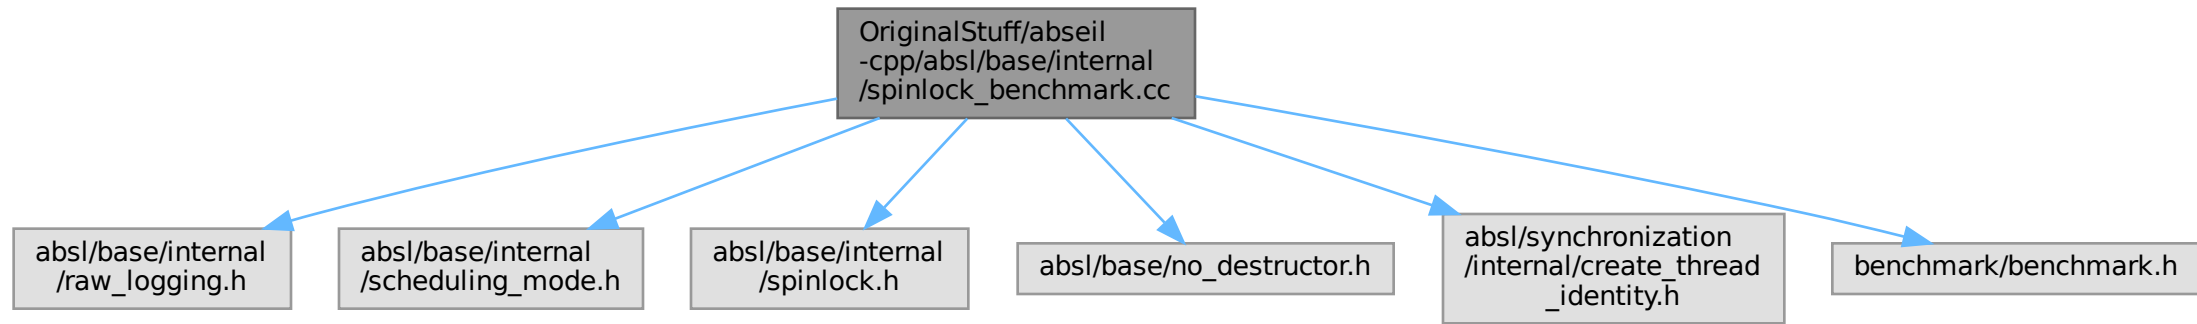 OriginalStuff/abseil
-cpp/absl/base/internal
/spinlock_benchmark.cc
absl/base/internal
/raw_logging.h
absl/base/internal
/scheduling_mode.h
absl/base/internal
/spinlock.h
absl/base/no_destructor.h
absl/synchronization
/internal/create_thread
_identity.h
benchmark/benchmark.h